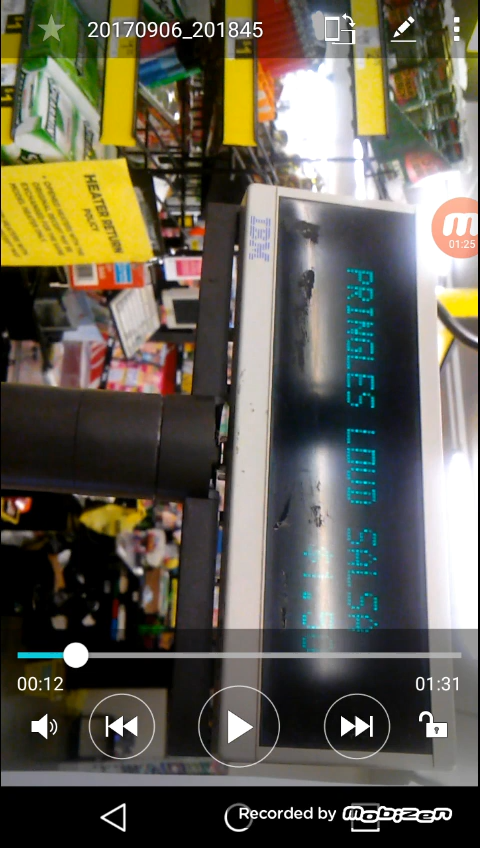 20170906_201845
01:25
HEATER RETURN
POLICY
IBM
PRINGLES LOUD SALSA
00:12
01:31
Recorded by MOBIZEN